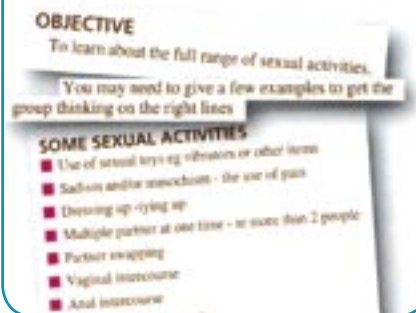 OBJECTIVE
To learn about the full range of sexual activities.
You may need to give a few examples to get the
group thinking on the right lines
SOME SEXUAL ACTIVITIES
Use of sexual toys eg vibrators or other items
Sadism and/or masochism - the use of pain
Dressing up -tying up
Multiple partner at one time - ie more than 2 people
Partner swapping
Vaginal intercourse
Anal intercourse